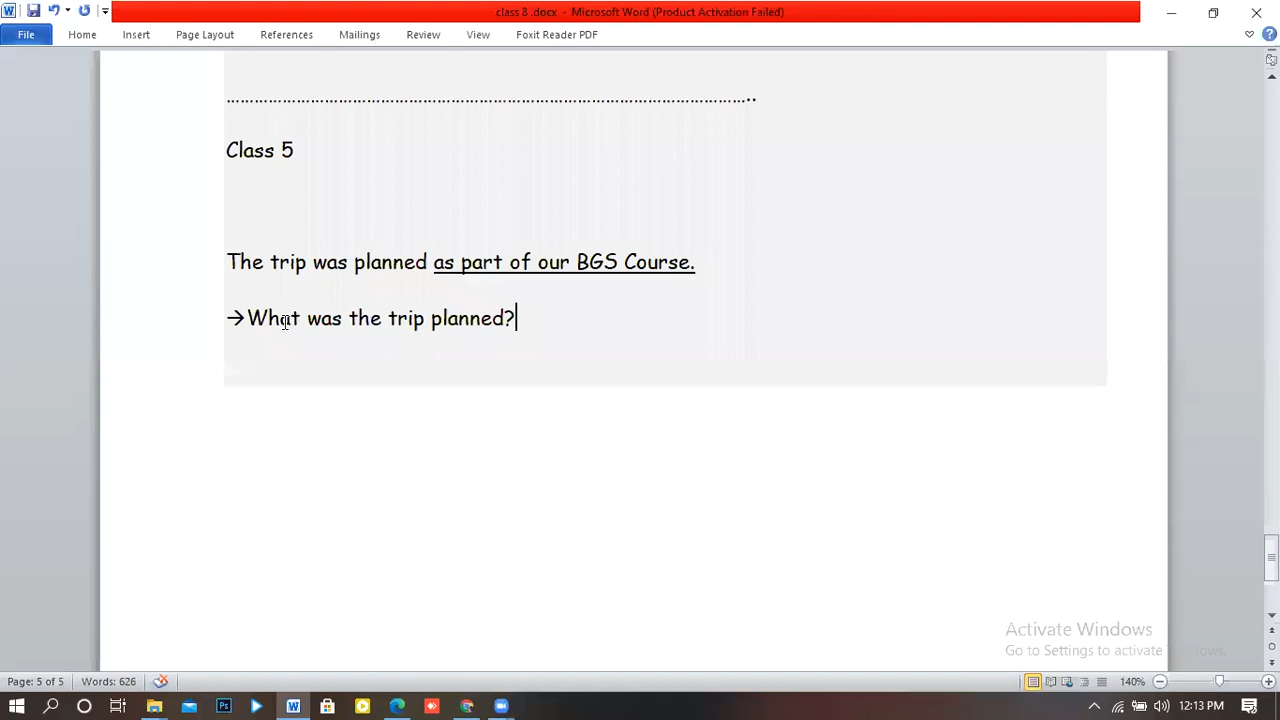 class 8 .docx - Microsoft Word (Product Activation Failed)
File Home Insert Page Layout References Mailings Review View Foxit Reader PDF
Class 5
The trip was planned as part of our BGS Course.
→What was the trip planned?
Activate Windows
Go to Settings to activate Windows.
Page: 5 of 5 Words: 626 140%
12:13 PM